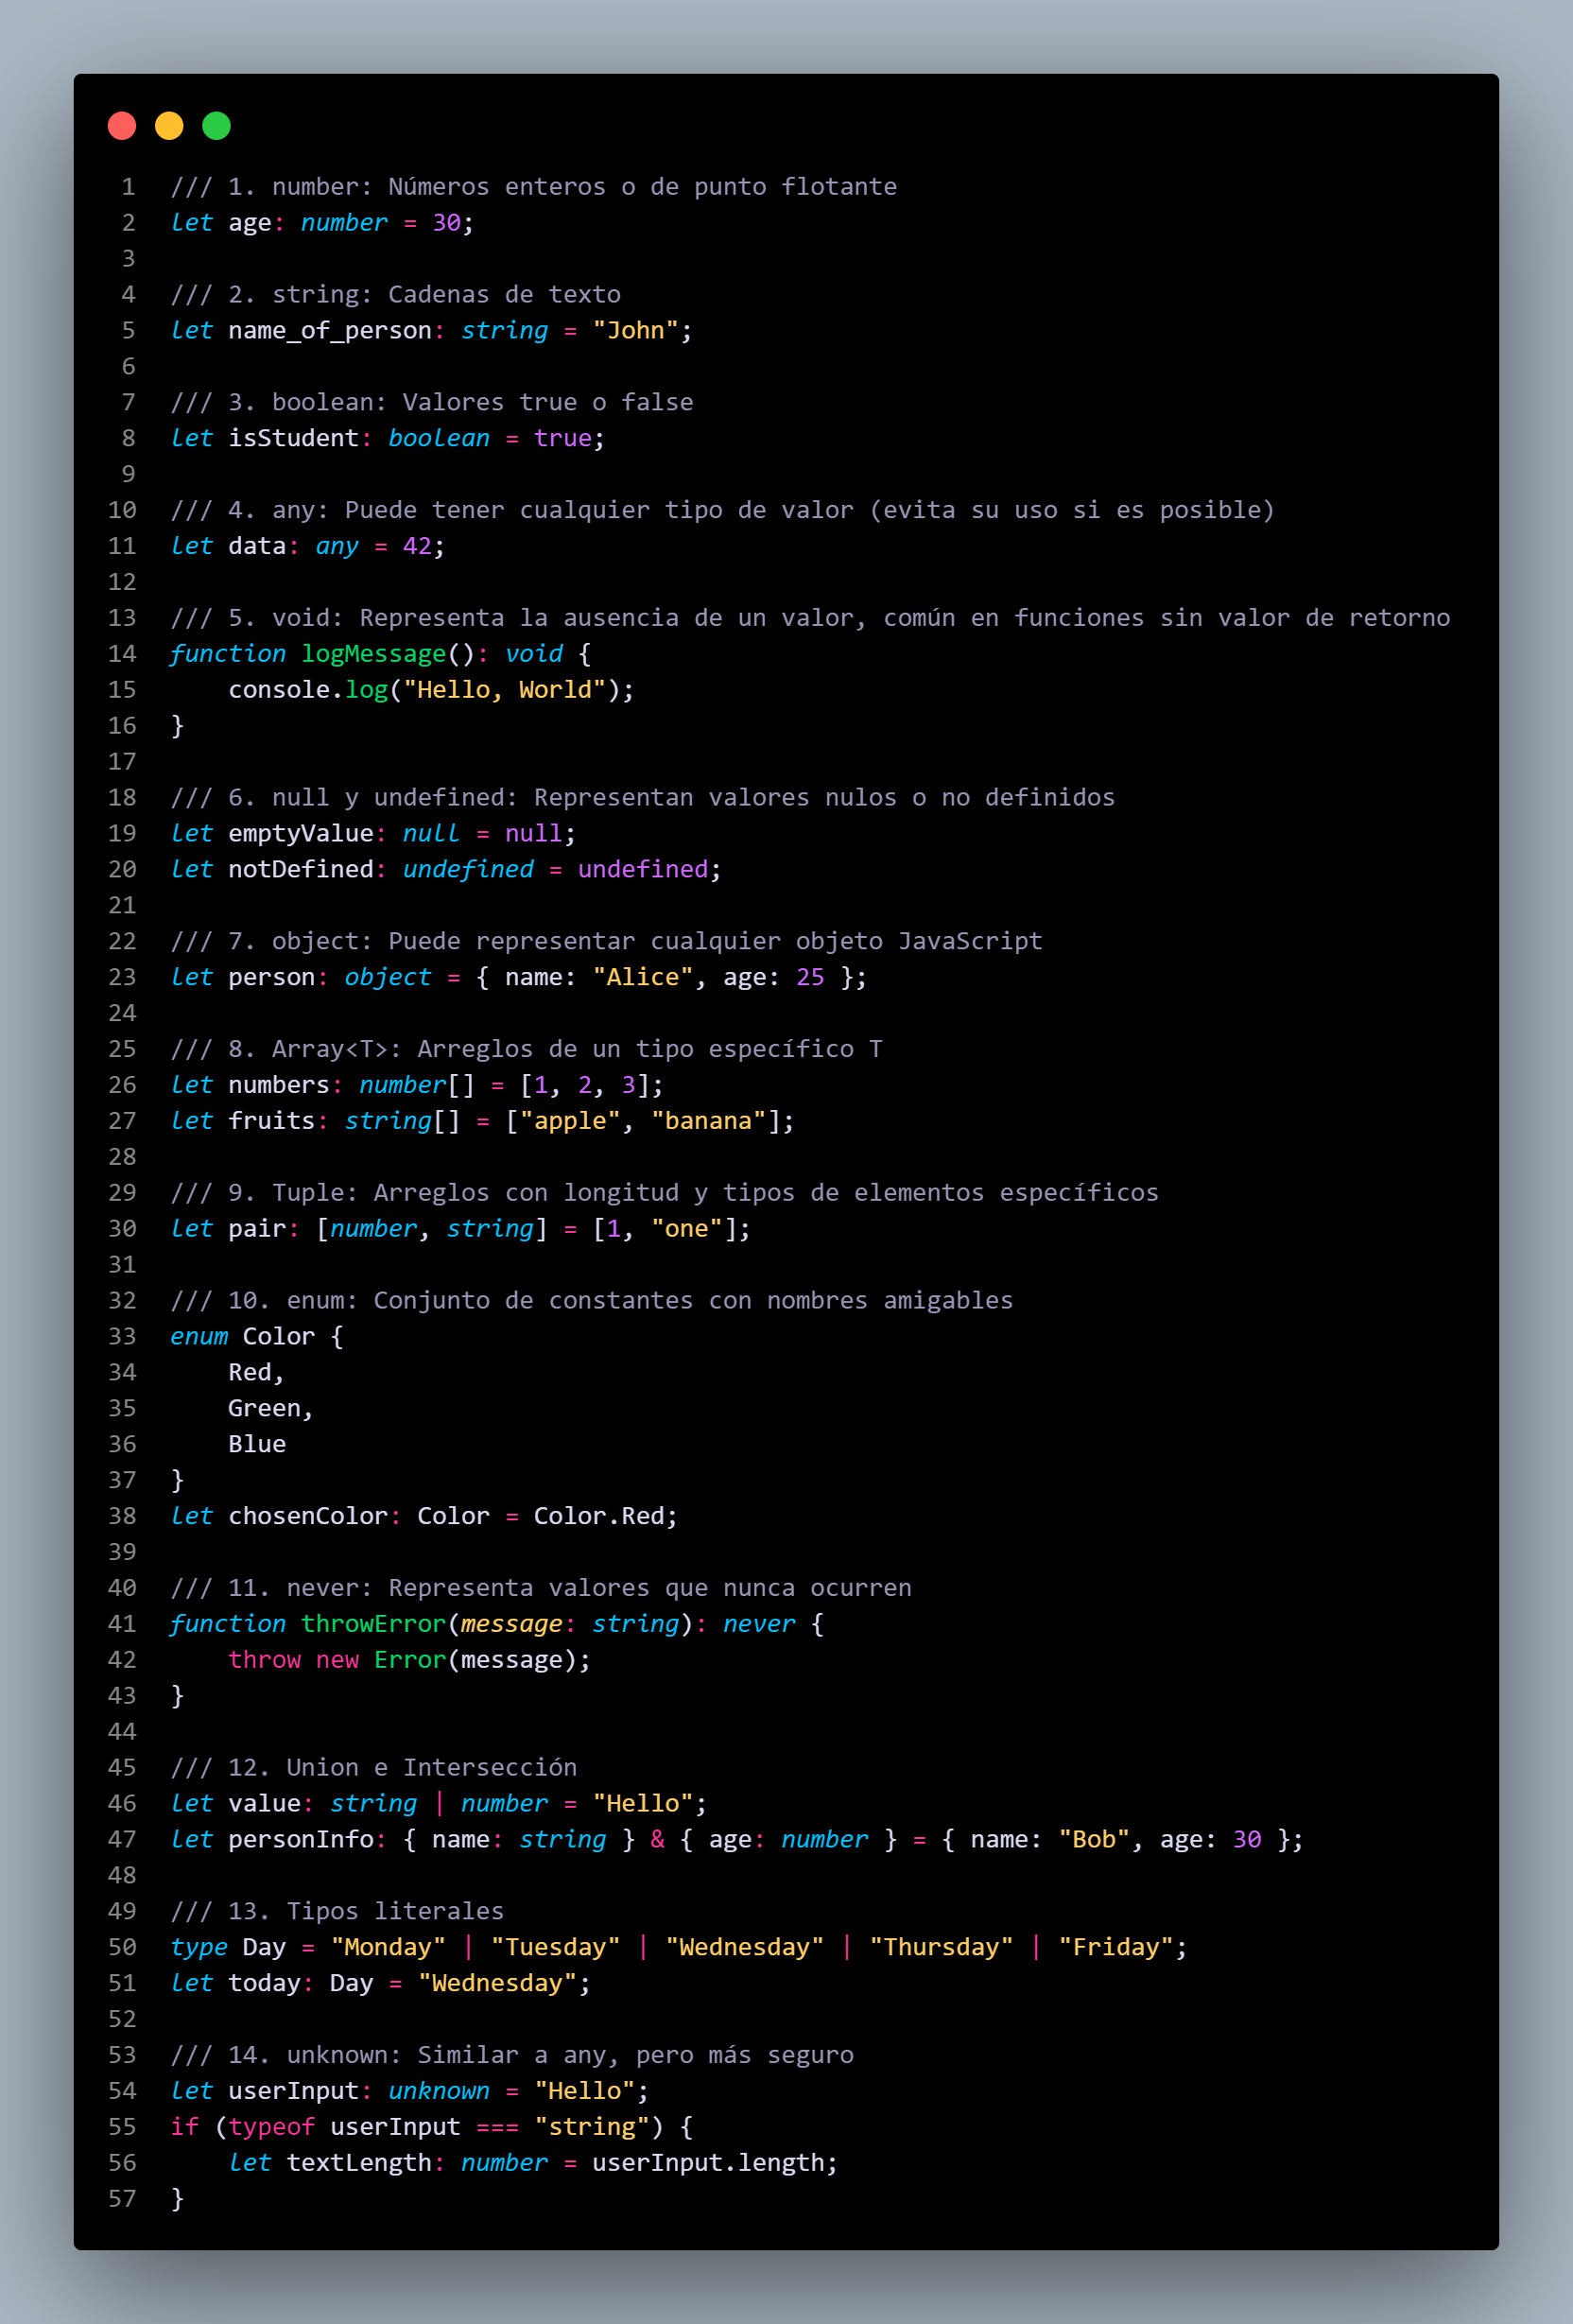 1 /// 1. number: Números enteros o de punto flotante
2 let age: number = 30;
3
4 /// 2. string: Cadenas de texto
5 let name_of_person: string = "John";
6
7 /// 3. boolean: Valores true o false
8 let isStudent: boolean = true;
9
10 /// 4. any: Puede tener cualquier tipo de valor (evita su uso si es posible)
11 let data: any = 42;
12
13 /// 5. void: Representa la ausencia de un valor, común en funciones sin valor de retorno
14 function logMessage(): void {
15     console.log("Hello, World");
16 }
17
18 /// 6. null y undefined: Representan valores nulos o no definidos
19 let emptyValue: null = null;
20 let notDefined: undefined = undefined;
21
22 /// 7. object: Puede representar cualquier objeto JavaScript
23 let person: object = { name: "Alice", age: 25 };
24
25 /// 8. Array<T>: Arreglos de un tipo específico T
26 let numbers: number[] = [1, 2, 3];
27 let fruits: string[] = ["apple", "banana"];
28
29 /// 9. Tuple: Arreglos con longitud y tipos de elementos específicos
30 let pair: [number, string] = [1, "one"];
31
32 /// 10. enum: Conjunto de constantes con nombres amigables
33 enum Color {
34     Red,
35     Green,
36     Blue
37 }
38 let chosenColor: Color = Color.Red;
39
40 /// 11. never: Representa valores que nunca ocurren
41 function throwError(message: string): never {
42     throw new Error(message);
43 }
44
45 /// 12. Union e Intersección
46 let value: string | number = "Hello";
47 let personInfo: { name: string } & { age: number } = { name: "Bob", age: 30 };
48
49 /// 13. Tipos literales
50 type Day = "Monday" | "Tuesday" | "Wednesday" | "Thursday" | "Friday";
51 let today: Day = "Wednesday";
52
53 /// 14. unknown: Similar a any, pero más seguro
54 let userInput: unknown = "Hello";
55 if (typeof userInput === "string") {
56     let textLength: number = userInput.length;
57 }